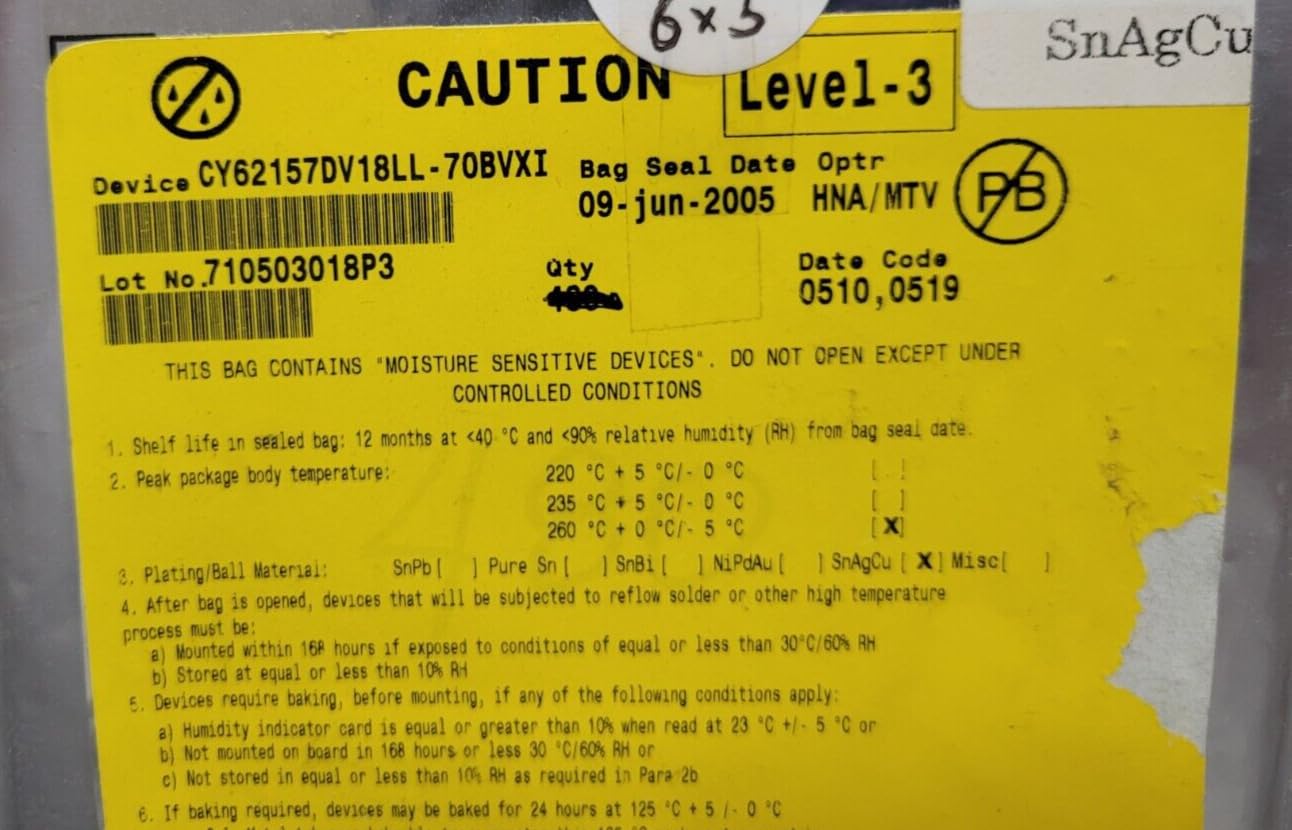 6x5
SnAgCu
CAUTION Level-3
Device CY62157DV18LL-70BVXI Bag Seal Date Optr
09-jun-2005 HNA/MTV PB
Lot No.710503018P3 Qty Date Code
0510,0519
THIS BAG CONTAINS "MOISTURE SENSITIVE DEVICES". DO NOT OPEN EXCEPT UNDER
CONTROLLED CONDITIONS
1. Shelf life in sealed bag: 12 months at <40 °C and <90% relative humidity (RH) from bag seal date.
2. Peak package body temperature: 220 °C + 5 °C/- 0 °C [ ]
235 °C + 5 °C/- 0 °C [ ]
260 °C + 0 °C/- 5 °C [X]
3. Plating/Ball Material: SnPb[ ] Pure Sn[ ] SnBi[ ] NiPdAu[ ] SnAgCu[X] Misc[ ]
4. After bag is opened, devices that will be subjected to reflow solder or other high temperature
process must be:
a) Mounted within 168 hours if exposed to conditions of equal or less than 30°C/60% RH
b) Stored at equal or less than 10% RH
5. Devices require baking, before mounting, if any of the following conditions apply:
a) Humidity indicator card is equal or greater than 10% when read at 23 °C +/- 5 °C or
b) Not mounted on board in 168 hours or less 30 °C/60% RH or
c) Not stored in equal or less than 10% RH as required in Para 2b
6. If baking required, devices may be baked for 24 hours at 125 °C + 5 /- 0 °C